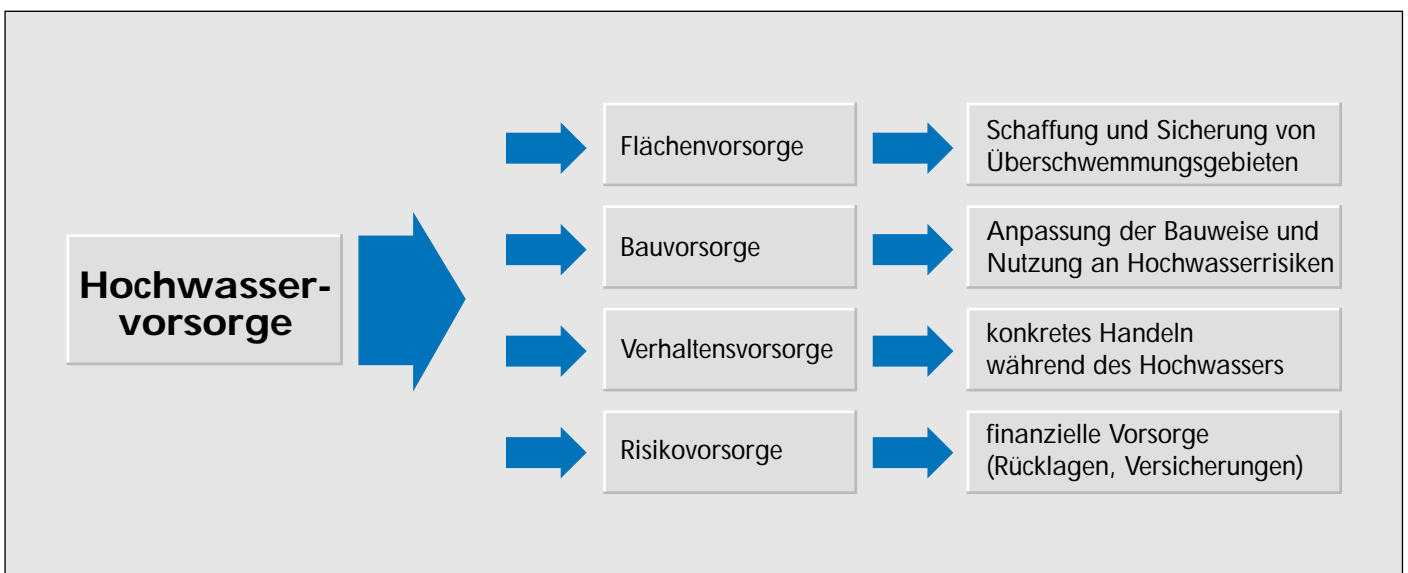 Hochwasser-
vorsorge
Flächenvorsorge
Schaffung und Sicherung von
Überschwemmungsgebieten
Bauvorsorge
Anpassung der Bauweise und
Nutzung an Hochwasserrisiken
Verhaltensvorsorge
konkretes Handeln
während des Hochwassers
Risikovorsorge
finanzielle Vorsorge
(Rücklagen, Versicherungen)